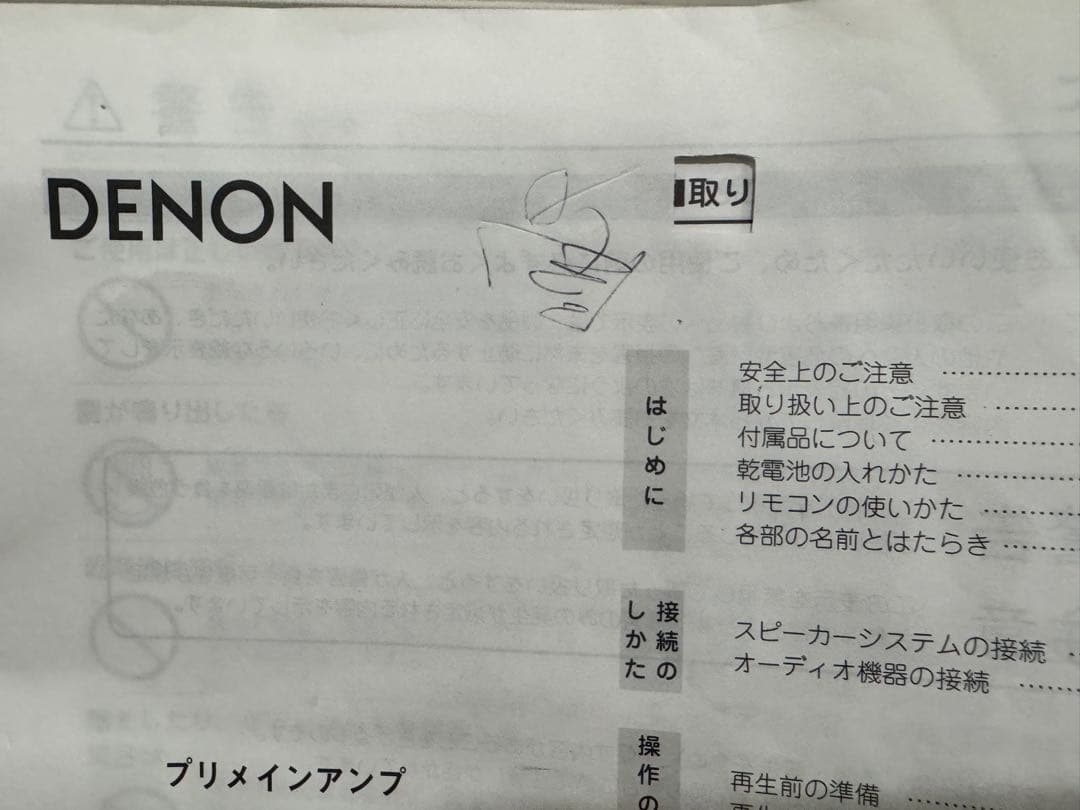 DENON
取り
はじめに
安全上のご注意
取り扱い上のご注意
付属品について
乾電池の入れかた
リモコンの使いかた
各部の名前とはたらき
接続の
しかた
スピーカーシステムの接続
オーディオ機器の接続
操作の
再生前の準備
プリメインアンプ